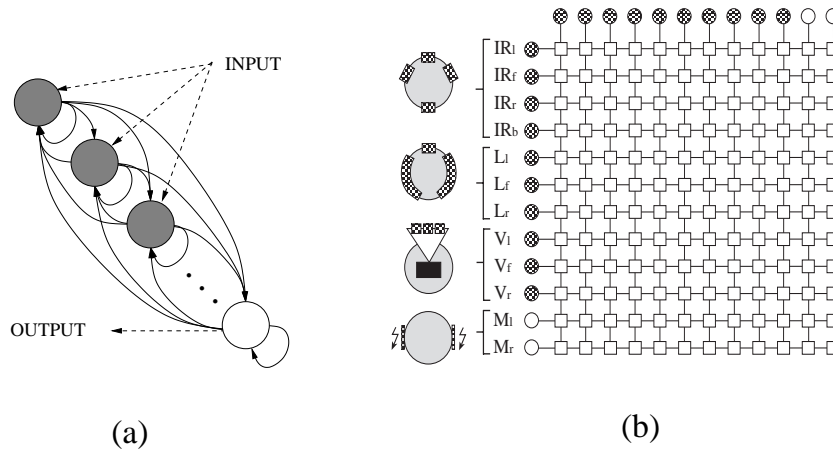 INPUT
OUTPUT
(a)
IRl
IRf
IRr
IRb
Ll
Lf
Lr
Vl
Vf
Vr
Ml
Mr
(b)